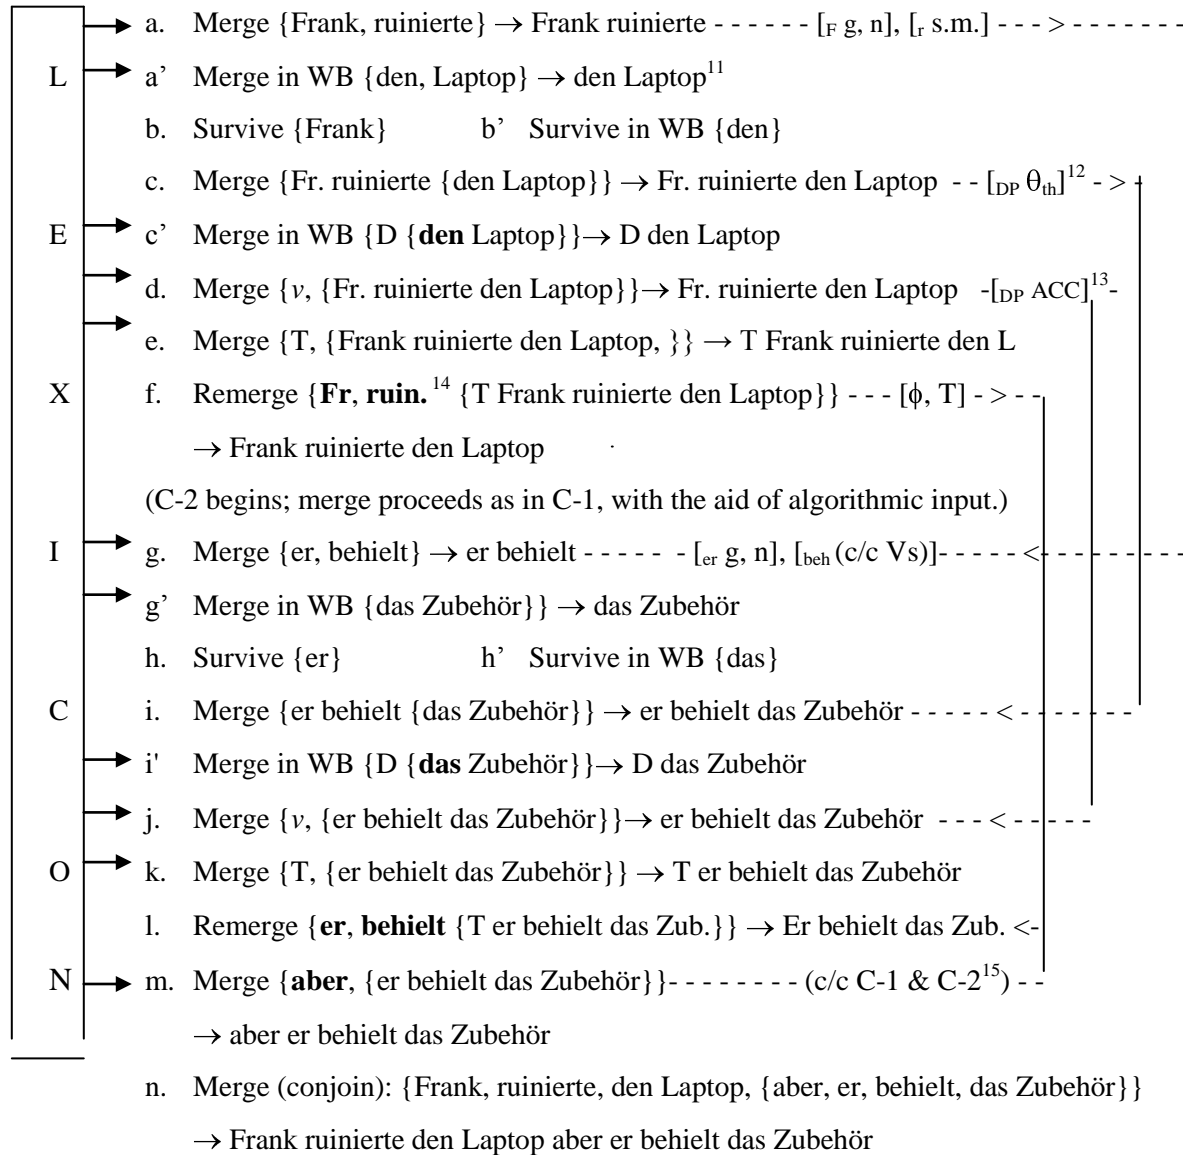 a. Merge {Frank, ruinierte} → Frank ruinierte - - - - - - [F g, n], [r s.m.] - - - > - - - - - - -
L a’ Merge in WB {den, Laptop} → den Laptop11
b. Survive {Frank} b’ Survive in WB {den}
c. Merge {Fr. ruinierte {den Laptop}} → Fr. ruinierte den Laptop - - [DP θth]12 - > -
E c’ Merge in WB {D {den Laptop}}→ D den Laptop
d. Merge {v, {Fr. ruinierte den Laptop}}→ Fr. ruinierte den Laptop -[DP ACC]13-
e. Merge {T, {Frank ruinierte den Laptop, }} → T Frank ruinierte den L
X f. Remerge {Fr, ruin. 14 {T Frank ruinierte den Laptop}} - - - [ϕ, T] - > - -
→ Frank ruinierte den Laptop
(C-2 begins; merge proceeds as in C-1, with the aid of algorithmic input.)
I g. Merge {er, behielt} → er behielt - - - - - - [er g, n], [beh (c/c Vs)]- - - - - < - - - - - - - - -
g’ Merge in WB {das Zubehör}} → das Zubehör
h. Survive {er} h’ Survive in WB {das}
C i. Merge {er behielt {das Zubehör}} → er behielt das Zubehör - - - - - < - - - - - - - -
i' Merge in WB {D {das Zubehör}}→ D das Zubehör
j. Merge {v, {er behielt das Zubehör}}→ er behielt das Zubehör - - - < - - - - -
O k. Merge {T, {er behielt das Zubehör}} → T er behielt das Zubehör
l. Remerge {er, behielt {T er behielt das Zub.}} → Er behielt das Zub. <-
N m. Merge {aber, {er behielt das Zubehör}}- - - - - - - - (c/c C-1 & C-215) - -
→ aber er behielt das Zubehör
n. Merge (conjoin): {Frank, ruinierte, den Laptop, {aber, er, behielt, das Zubehör}}
→ Frank ruinierte den Laptop aber er behielt das Zubehör